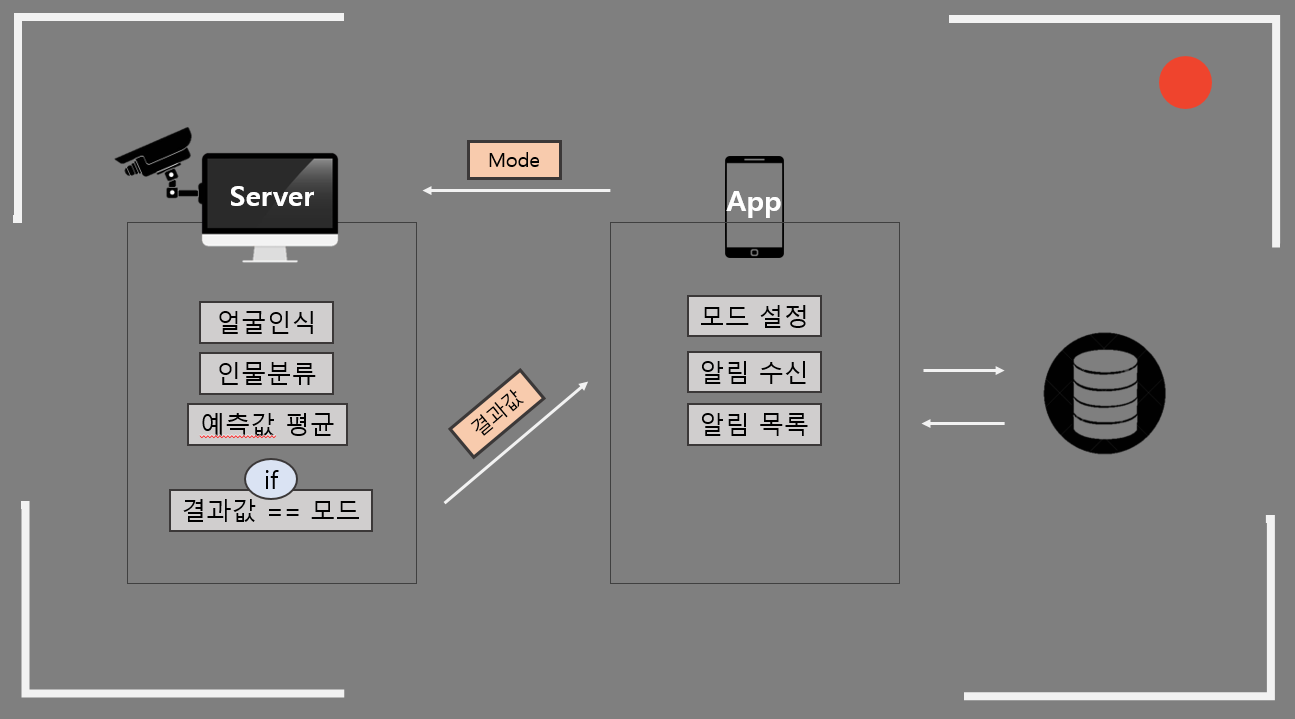 Server
얼굴인식
인물분류
예측값 평균
if
결과값 == 모드
Mode
결과값
App
모드 설정
알림 수신
알림 목록